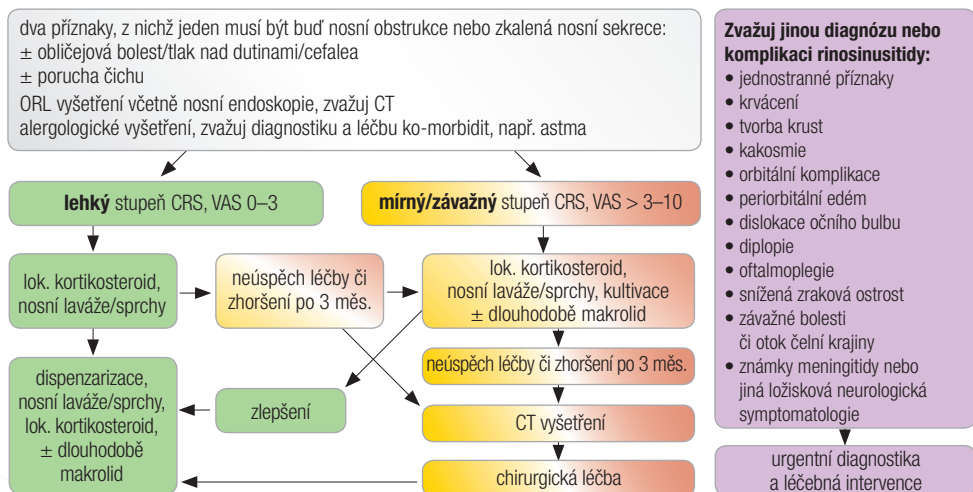 dva příznaky, z nichž jeden musí být buď nosní obstrukce nebo zkalená nosní sekrece:
± obličejová bolest/tlak nad dutinami/cefalea
± porucha čichu
ORL vyšetření včetně nosní endoskopie, zvažuj CT
alergologické vyšetření, zvažuj diagnostiku a léčbu ko-morbidit, např. astma
lehký stupeň CRS, VAS 0–3
mírný/závažný stupeň CRS, VAS > 3–10
lok. kortikosteroid,
nosní laváže/sprchy
neúspěch léčby či
zhoršení po 3 měs.
lok. kortikosteroid,
nosní laváže/sprchy, kultivace
± dlouhodobě makrolid
neúspěch léčby či zhoršení po 3 měs.
dispenzarizace,
nosní laváže/sprchy,
lok. kortikosteroid,
± dlouhodobě
makrolid
zlepšení
CT vyšetření
chirurgická léčba
Zvažuj jinou diagnózu nebo
komplikaci rinosinusitidy:
• jednostranné příznaky
• krvácení
• tvorba krust
• kakosmie
• orbitální komplikace
• periorbitální edém
• dislokace očního bulbu
• diplopie
• oftalmoplegie
• snížená zraková ostrost
• závažné bolesti
či otok čelní krajiny
• známky meningitidy nebo
jiná ložisková neurologická
symptomatologie
urgentní diagnostika
a léčebná intervence